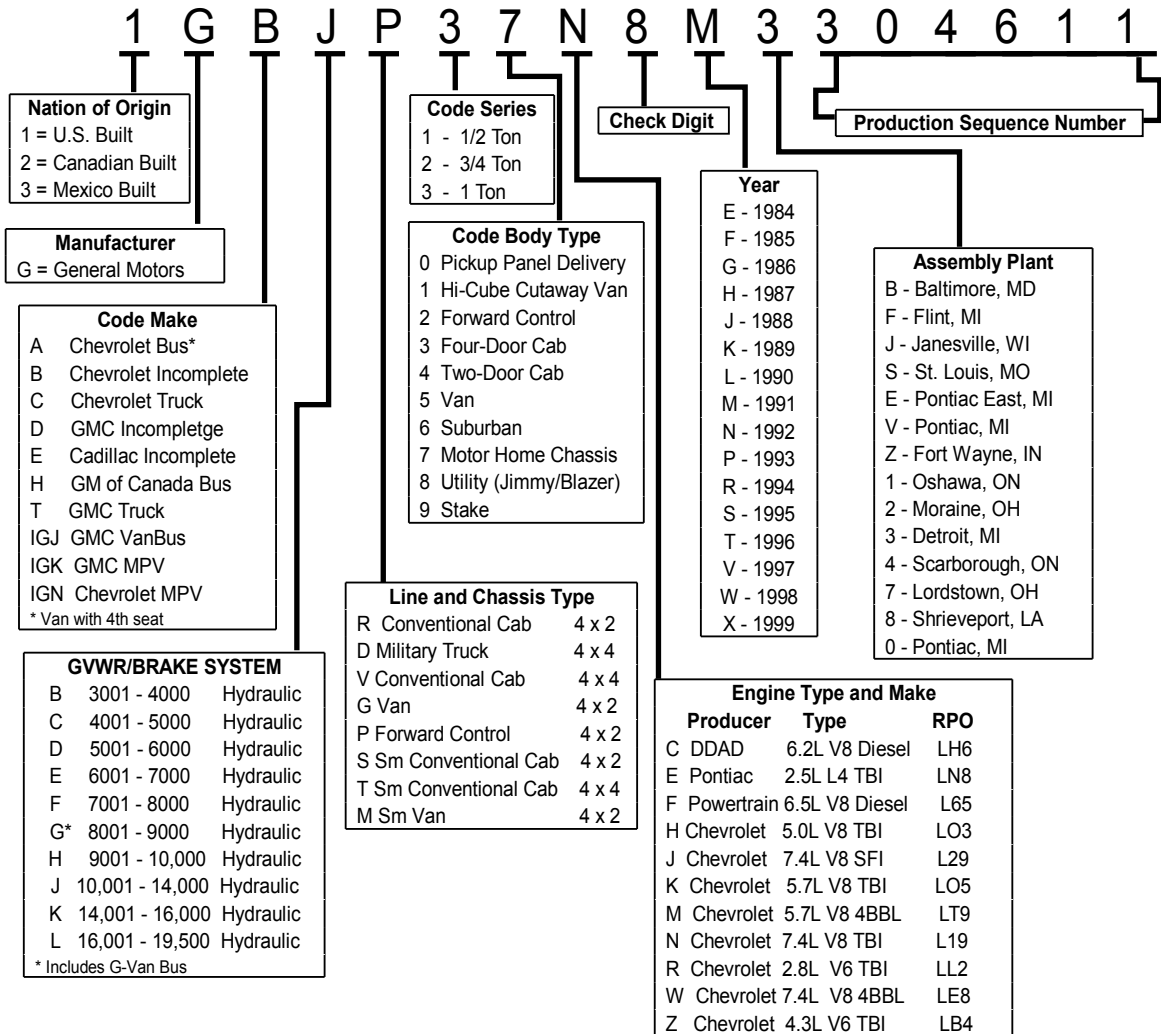 1 G B J P 3 7 N 8 M 3 3 0 4 6 1 1
Nation of Origin
1 = U.S. Built
2 = Canadian Built
3 = Mexico Built
Manufacturer
G = General Motors
Code Make
A Chevrolet Bus*
B Chevrolet Incomplete
C Chevrolet Truck
D GMC Incompletge
E Cadillac Incomplete
H GM of Canada Bus
T GMC Truck
IGJ GMC VanBus
IGK GMC MPV
IGN Chevrolet MPV
* Van with 4th seat
GVWR/BRAKE SYSTEM
B 3001 - 4000 Hydraulic
C 4001 - 5000 Hydraulic
D 5001 - 6000 Hydraulic
E 6001 - 7000 Hydraulic
F 7001 - 8000 Hydraulic
G* 8001 - 9000 Hydraulic
H 9001 - 10,000 Hydraulic
J 10,001 - 14,000 Hydraulic
K 14,001 - 16,000 Hydraulic
L 16,001 - 19,500 Hydraulic
* Includes G-Van Bus
Line and Chassis Type
R Conventional Cab 4 x 2
D Military Truck 4 x 4
V Conventional Cab 4 x 4
G Van 4 x 2
P Forward Control 4 x 2
S Sm Conventional Cab 4 x 2
T Sm Conventional Cab 4 x 4
M Sm Van 4 x 2
Code Series
1 - 1/2 Ton
2 - 3/4 Ton
3 - 1 Ton
Code Body Type
0 Pickup Panel Delivery
1 Hi-Cube Cutaway Van
2 Forward Control
3 Four-Door Cab
4 Two-Door Cab
5 Van
6 Suburban
7 Motor Home Chassis
8 Utility (Jimmy/Blazer)
9 Stake
Engine Type and Make
Producer Type RPO
C DDAD 6.2L V8 Diesel LH6
E Pontiac 2.5L L4 TBI LN8
F Powertrain 6.5L V8 Diesel L65
H Chevrolet 5.0L V8 TBI LO3
J Chevrolet 7.4L V8 SFI L29
K Chevrolet 5.7L V8 TBI LO5
M Chevrolet 5.7L V8 4BBL LT9
N Chevrolet 7.4L V8 TBI L19
R Chevrolet 2.8L V6 TBI LL2
W Chevrolet 7.4L V8 4BBL LE8
Z Chevrolet 4.3L V6 TBI LB4
Check Digit
Year
E - 1984
F - 1985
G - 1986
H - 1987
J - 1988
K - 1989
L - 1990
M - 1991
N - 1992
P - 1993
R - 1994
S - 1995
T - 1996
V - 1997
W - 1998
X - 1999
Assembly Plant
B - Baltimore, MD
F - Flint, MI
J - Janesville, WI
S - St. Louis, MO
E - Pontiac East, MI
V - Pontiac, MI
Z - Fort Wayne, IN
1 - Oshawa, ON
2 - Moraine, OH
3 - Detroit, MI
4 - Scarborough, ON
7 - Lordstown, OH
8 - Shrieveport, LA
0 - Pontiac, MI
Production Sequence Number